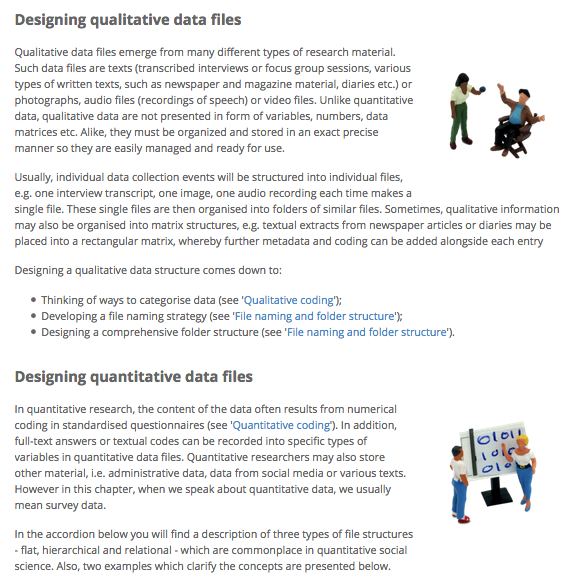 Designing qualitative data files
Qualitative data files emerge from many different types of research material.
Such data files are texts (transcribed interviews or focus group sessions, various
types of written texts, such as newspaper and magazine material, diaries etc.) or
photographs, audio files (recordings of speech) or video files. Unlike quantitative
data, qualitative data are not presented in form of variables, numbers, data
matrices etc. Alike, they must be organized and stored in an exact precise
manner so they are easily managed and ready for use.
Usually, individual data collection events will be structured into individual files,
e.g. one interview transcript, one image, one audio recording each time makes a
single file. These single files are then organised into folders of similar files. Sometimes, qualitative information
may also be organised into matrix structures, e.g. textual extracts from newspaper articles or diaries may be
placed into a rectangular matrix, whereby further metadata and coding can be added alongside each entry
Designing a qualitative data structure comes down to:
• Thinking of ways to categorise data (see 'Qualitative coding');
• Developing a file naming strategy (see 'File naming and folder structure');
• Designing a comprehensive folder structure (see 'File naming and folder structure').
Designing quantitative data files
In quantitative research, the content of the data often results from numerical
coding in standardised questionnaires (see 'Quantitative coding'). In addition,
full-text answers or textual codes can be recorded into specific types of
variables in quantitative data files. Quantitative researchers may also store
other material, i.e. administrative data, data from social media or various texts.
However in this chapter, when we speak about quantitative data, we usually
mean survey data.
In the accordion below you will find a description of three types of file structures
- flat, hierarchical and relational - which are commonplace in quantitative social
science. Also, two examples which clarify the concepts are presented below.